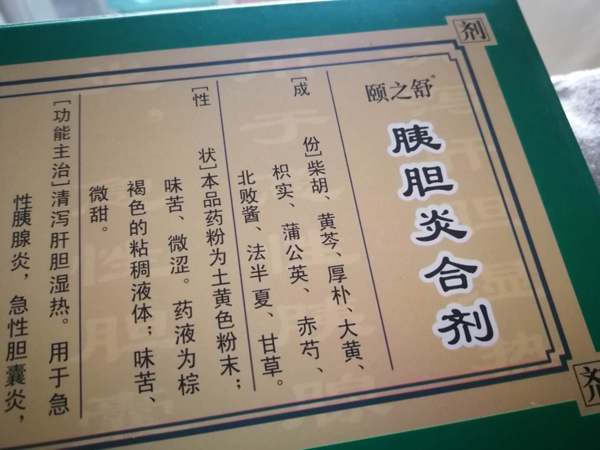 剂
颐之舒®
胰胆炎合剂
[成　份]柴胡、黄芩、厚朴、大黄、
枳实、蒲公英、赤芍、
北败酱、法半夏、甘草。
[性　状]本品药粉为土黄色粉末；
味苦、微涩。药液为棕
褐色的粘稠液体；味苦、
微甜。
[功能主治]清泻肝胆湿热。用于急
性胰腺炎，急性胆囊炎，